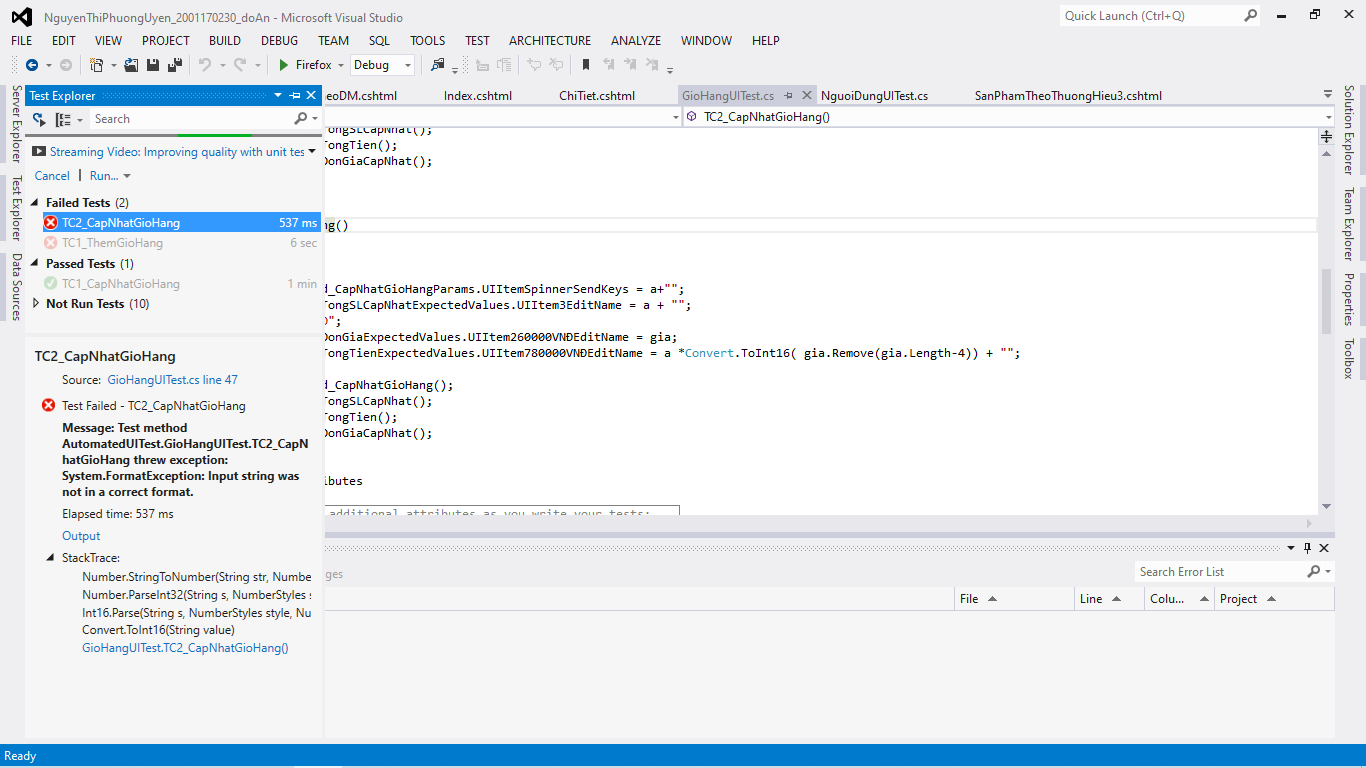 NguyenThiPhuongUyen_2001170230_doAn - Microsoft Visual Studio
Quick Launch (Ctrl+Q)
FILE EDIT VIEW PROJECT BUILD DEBUG TEAM SQL TOOLS TEST ARCHITECTURE ANALYZE WINDOW HELP
Firefox Debug
Server Explorer
Test Explorer
Data Sources
Test Explorer
Search
Streaming Video: Improving quality with unit tes
Cancel | Run...
Failed Tests (2)
TC2_CapNhatGioHang 537 ms
TC1_ThemGioHang 6 sec
Passed Tests (1)
TC1_CapNhatGioHang 1 min
Not Run Tests (10)
TC2_CapNhatGioHang
Source: GioHangUITest.cs line 47
Test Failed - TC2_CapNhatGioHang
Message: Test method
AutomatedUITest.GioHangUITest.TC2_CapN
hatGioHang threw exception:
System.FormatException: Input string was
not in a correct format.
Elapsed time: 537 ms
Output
StackTrace:
Number.StringToNumber(String str, Numbe
Number.ParseInt32(String s, NumberStyles s
Int16.Parse(String s, NumberStyles style, Nu
Convert.ToInt16(String value)
GioHangUITest.TC2_CapNhatGioHang()
eoDM.cshtml Index.cshtml ChiTiet.cshtml GioHangUITest.cs NguoiDungUITest.cs SanPhamTheoThuongHieu3.cshtml
TC2_CapNhatGioHang()
TongSLCapNhat();
TongTien();
DonGiaCapNhat();
ng()
d_CapNhatGioHangParams.UIItemSpinnerSendKeys = a+"";
TongSLCapNhatExpectedValues.UIItem3EditName = a + "";
";
DonGiaExpectedValues.UIItem260000VNĐEditName = gia;
TongTienExpectedValues.UIItem780000VNĐEditName = a *Convert.ToInt16( gia.Remove(gia.Length-4)) + "";
d_CapNhatGioHang();
TongSLCapNhat();
TongTien();
DonGiaCapNhat();
ibutes
additional attributes as you write your tests:
ges
Search Error List
File Line Colu... Project
Solution Explorer
Team Explorer
Properties
Toolbox
Ready